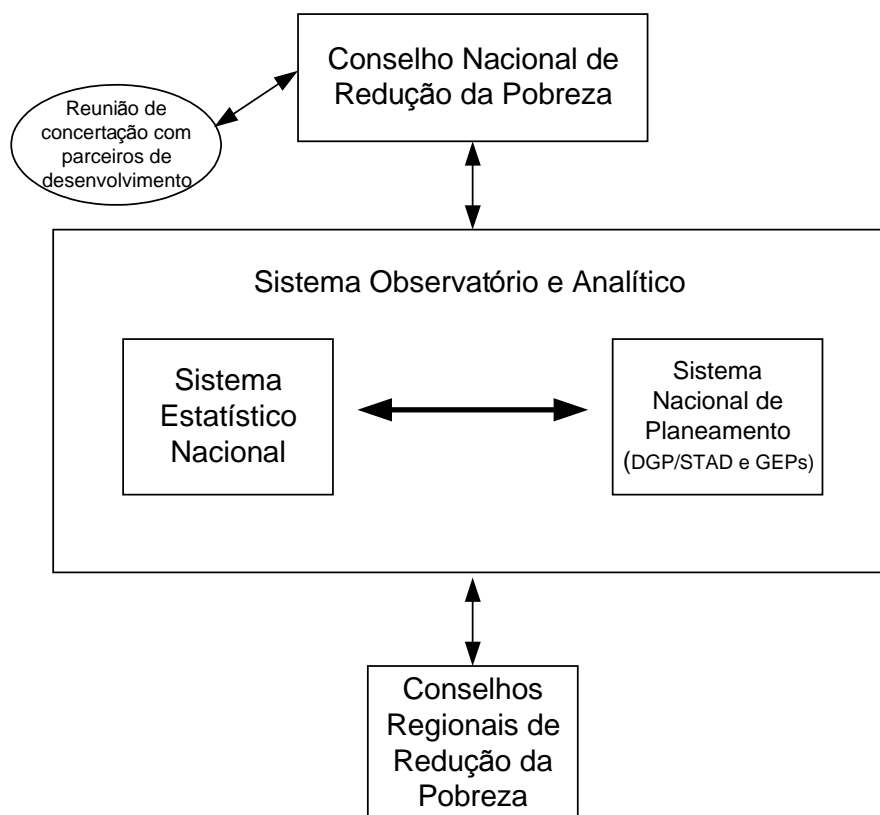 Conselho Nacional de
Redução da Pobreza
Reunião de
concertação com
parceiros de
desenvolvimento
Sistema Observatório e Analítico
Sistema
Estatístico
Nacional
Sistema
Nacional de
Planeamento
(DGP/STAD e GEPs)
Conselhos
Regionais de
Redução da
Pobreza